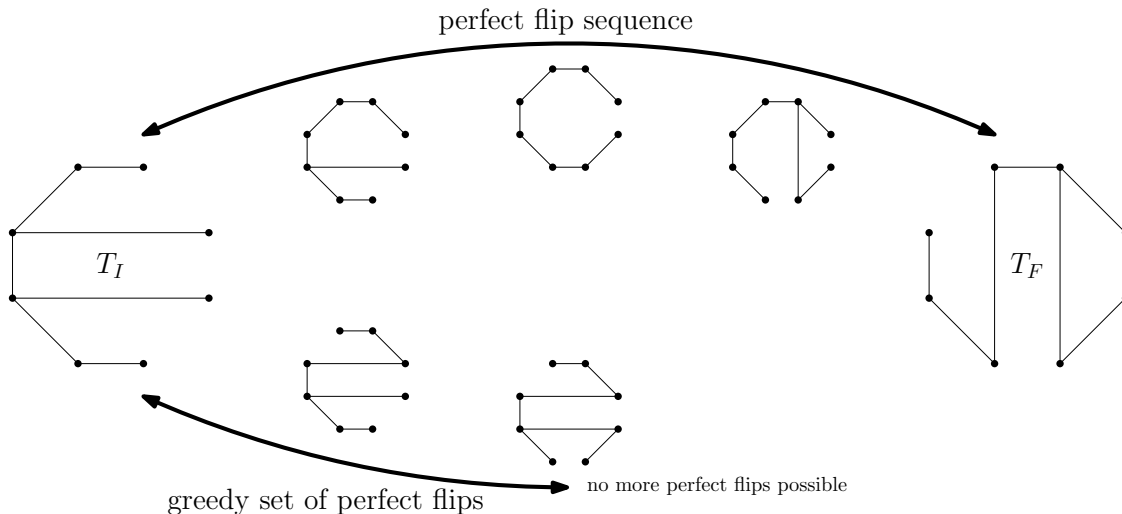 perfect flip sequence
T_I
T_F
greedy set of perfect flips
no more perfect flips possible